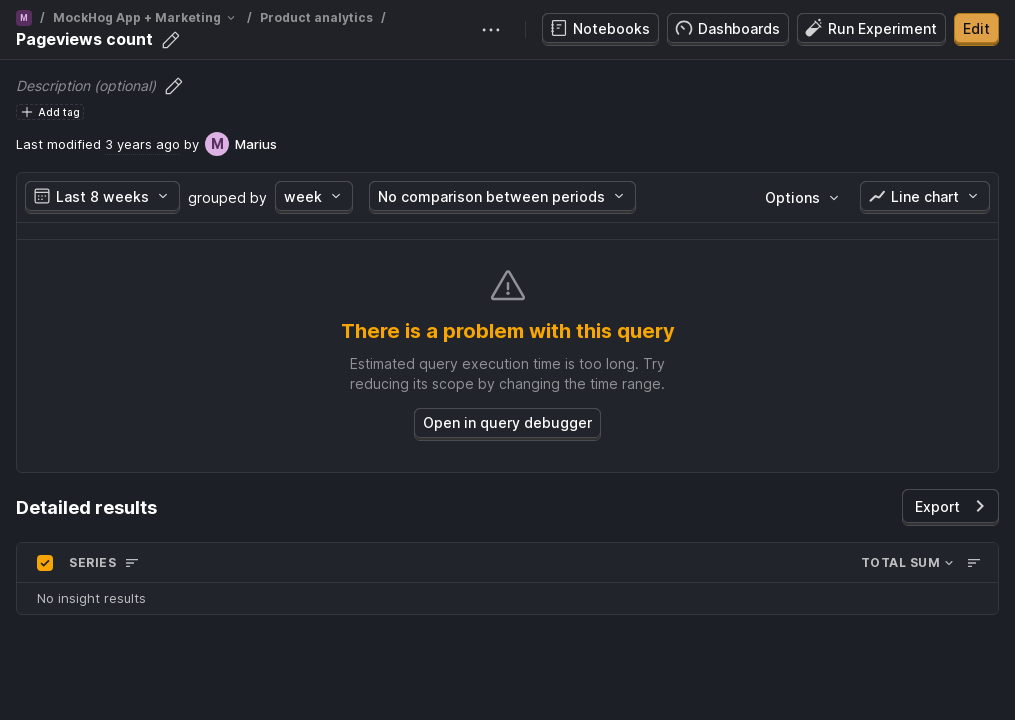 M / MockHog App + Marketing / Product analytics /
Pageviews count
Notebooks Dashboards Run Experiment Edit
Description (optional)
Add tag
Last modified 3 years ago by M Marius
Last 8 weeks grouped by week No comparison between periods Options Line chart
There is a problem with this query
Estimated query execution time is too long. Try
reducing its scope by changing the time range.
Open in query debugger
Detailed results Export
SERIES TOTAL SUM
No insight results